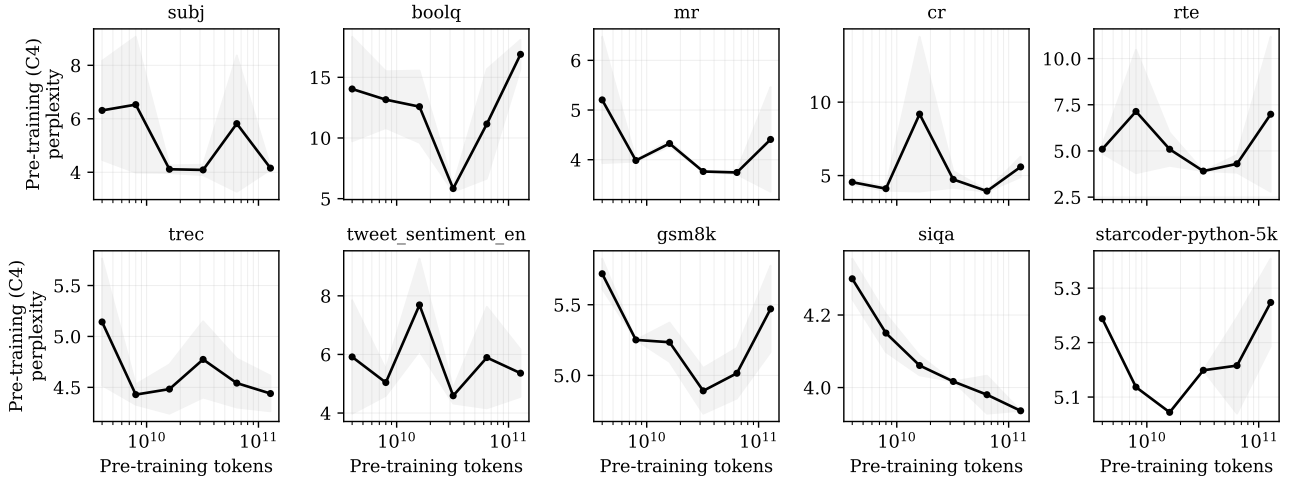 subj
boolq
mr
cr
rte
Pre-training (C4)
perplexity
8
6
4
15
10
5
6
5
4
10
5
10.0
7.5
5.0
2.5
trec
tweet_sentiment_en
gsm8k
siqa
starcoder-python-5k
Pre-training (C4)
perplexity
5.5
5.0
4.5
8
6
4
5.5
5.0
4.2
4.0
5.3
5.2
5.1
10^10
10^11
10^10
10^11
10^10
10^11
10^10
10^11
10^10
10^11
Pre-training tokens
Pre-training tokens
Pre-training tokens
Pre-training tokens
Pre-training tokens